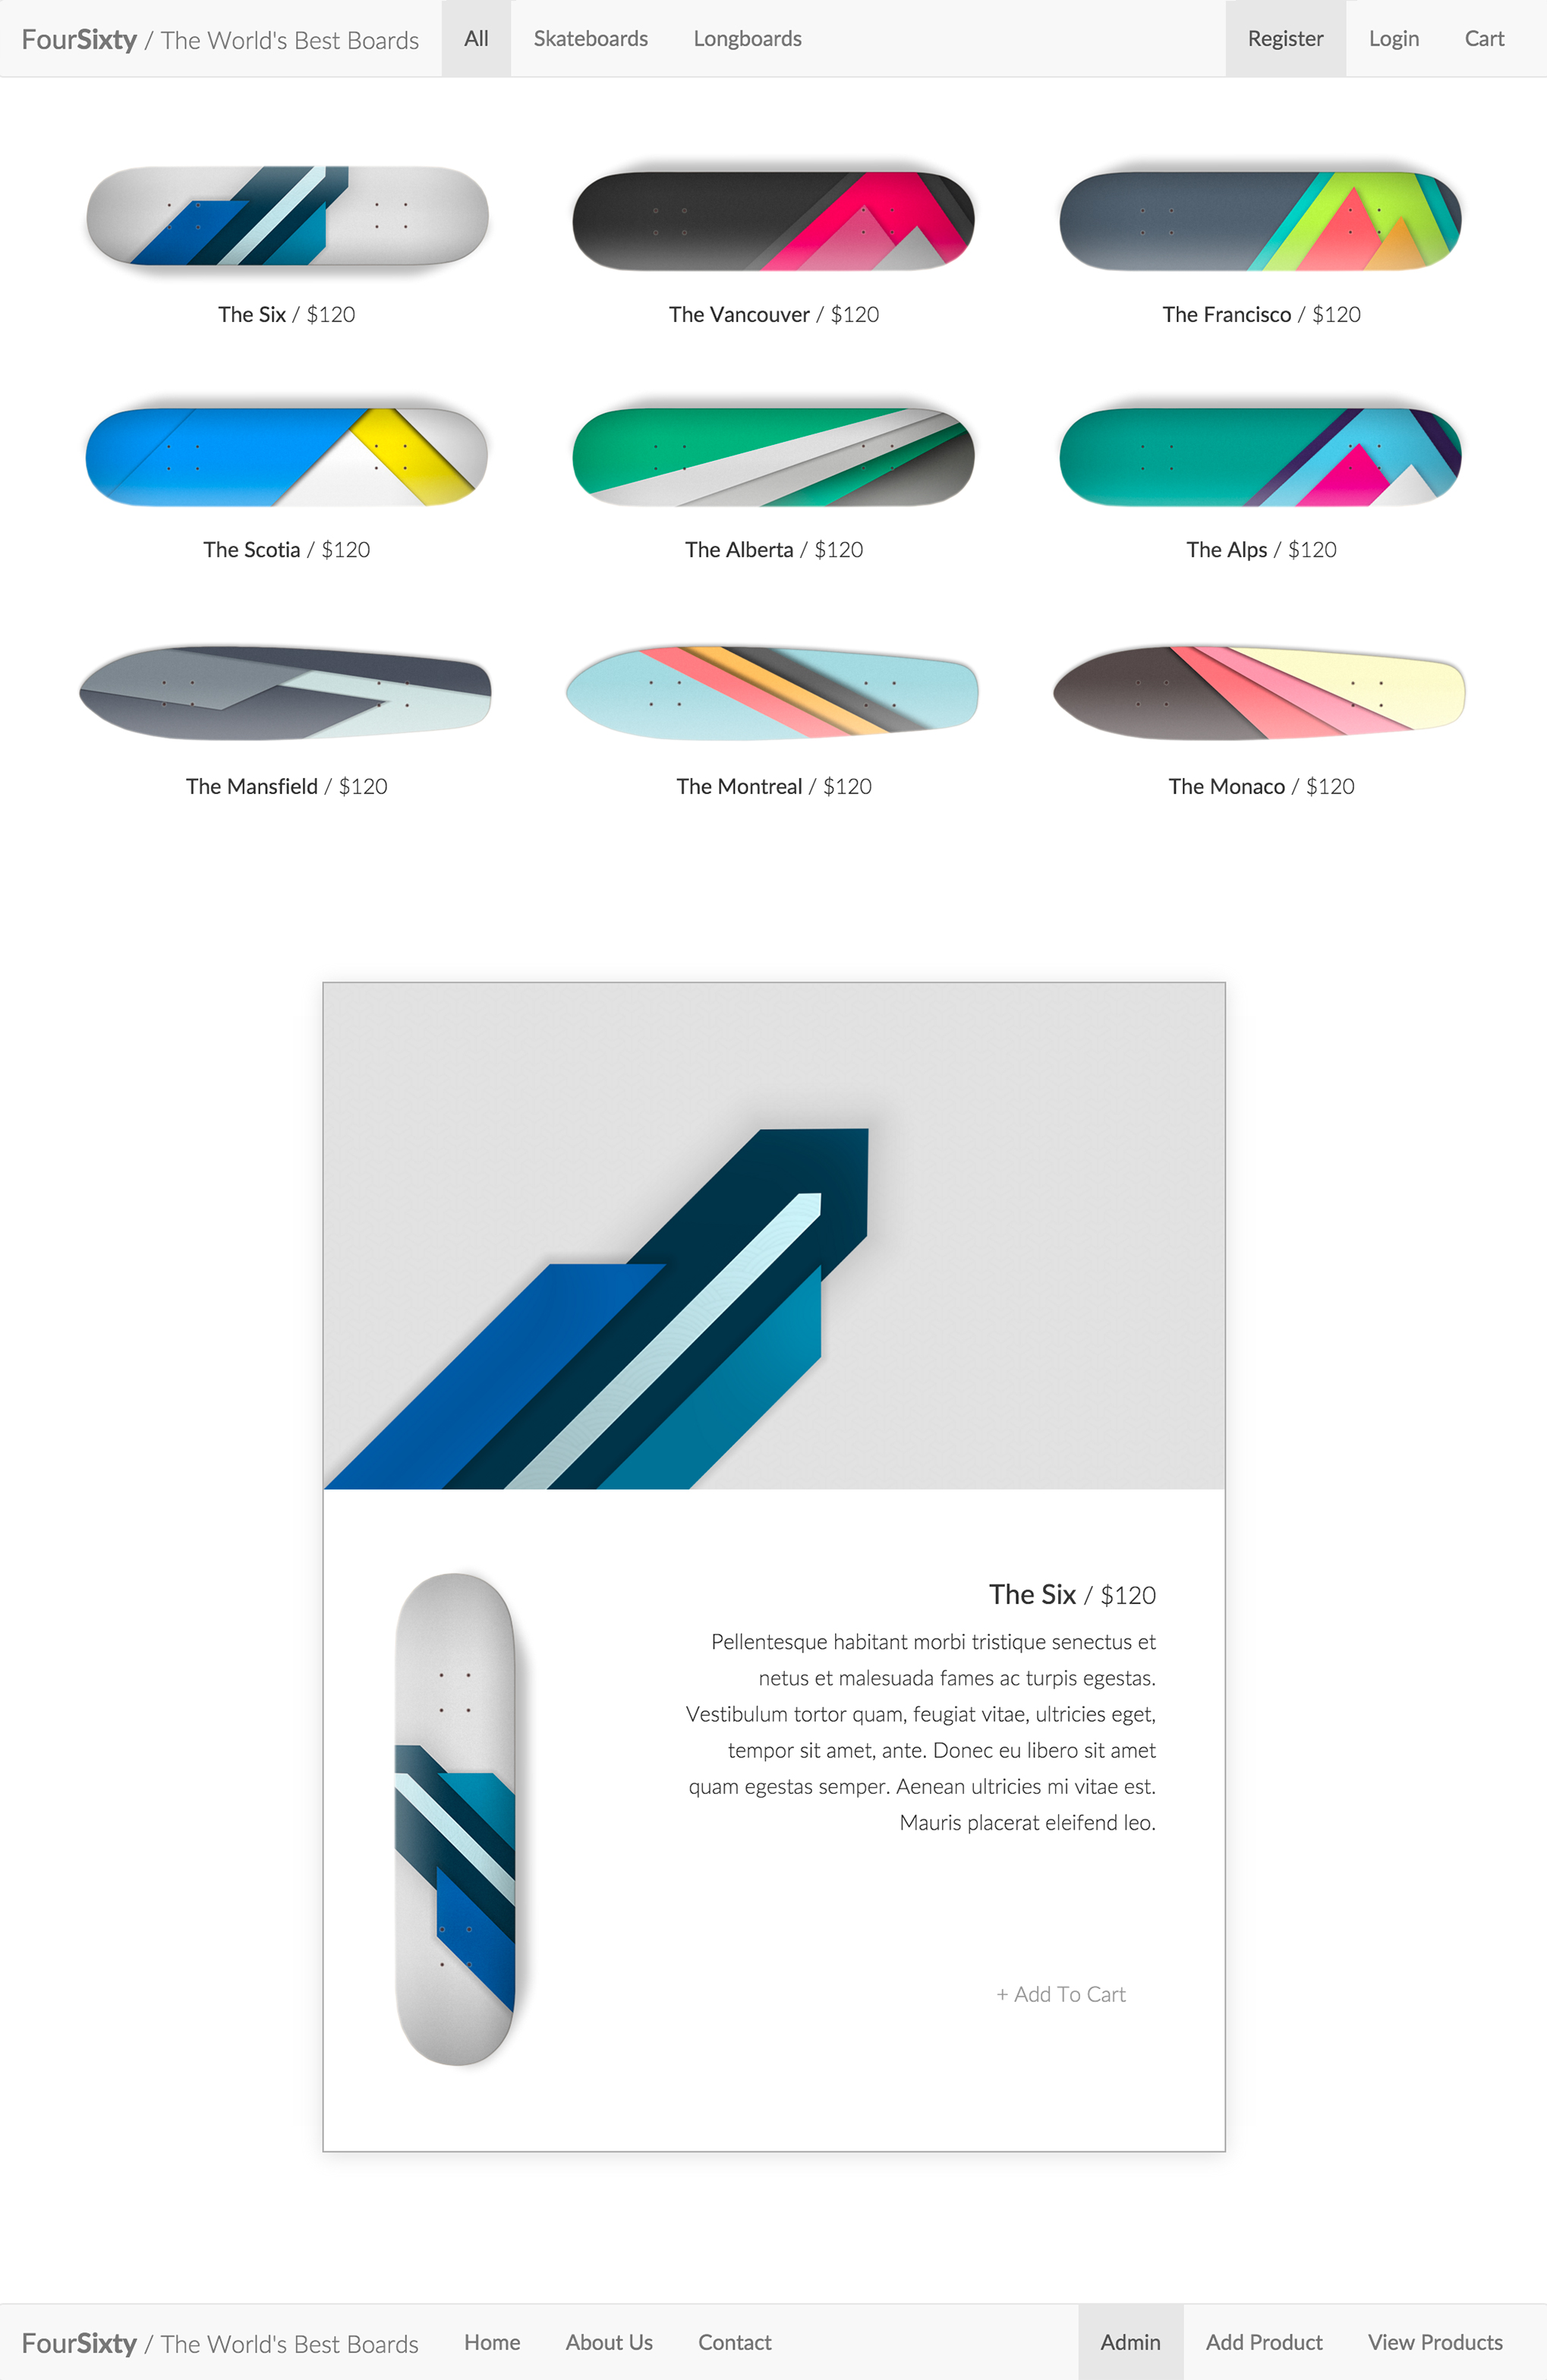 FourSixty / The World's Best Boards All Skateboards Longboards Register Login Cart
The Six / $120 The Vancouver / $120 The Francisco / $120
The Scotia / $120 The Alberta / $120 The Alps / $120
The Mansfield / $120 The Montreal / $120 The Monaco / $120
The Six / $120
Pellentesque habitant morbi tristique senectus et
netus et malesuada fames ac turpis egestas.
Vestibulum tortor quam, feugiat vitae, ultricies eget,
tempor sit amet, ante. Donec eu libero sit amet
quam egestas semper. Aenean ultricies mi vitae est.
Mauris placerat eleifend leo.
+ Add To Cart
FourSixty / The World's Best Boards Home About Us Contact Admin Add Product View Products